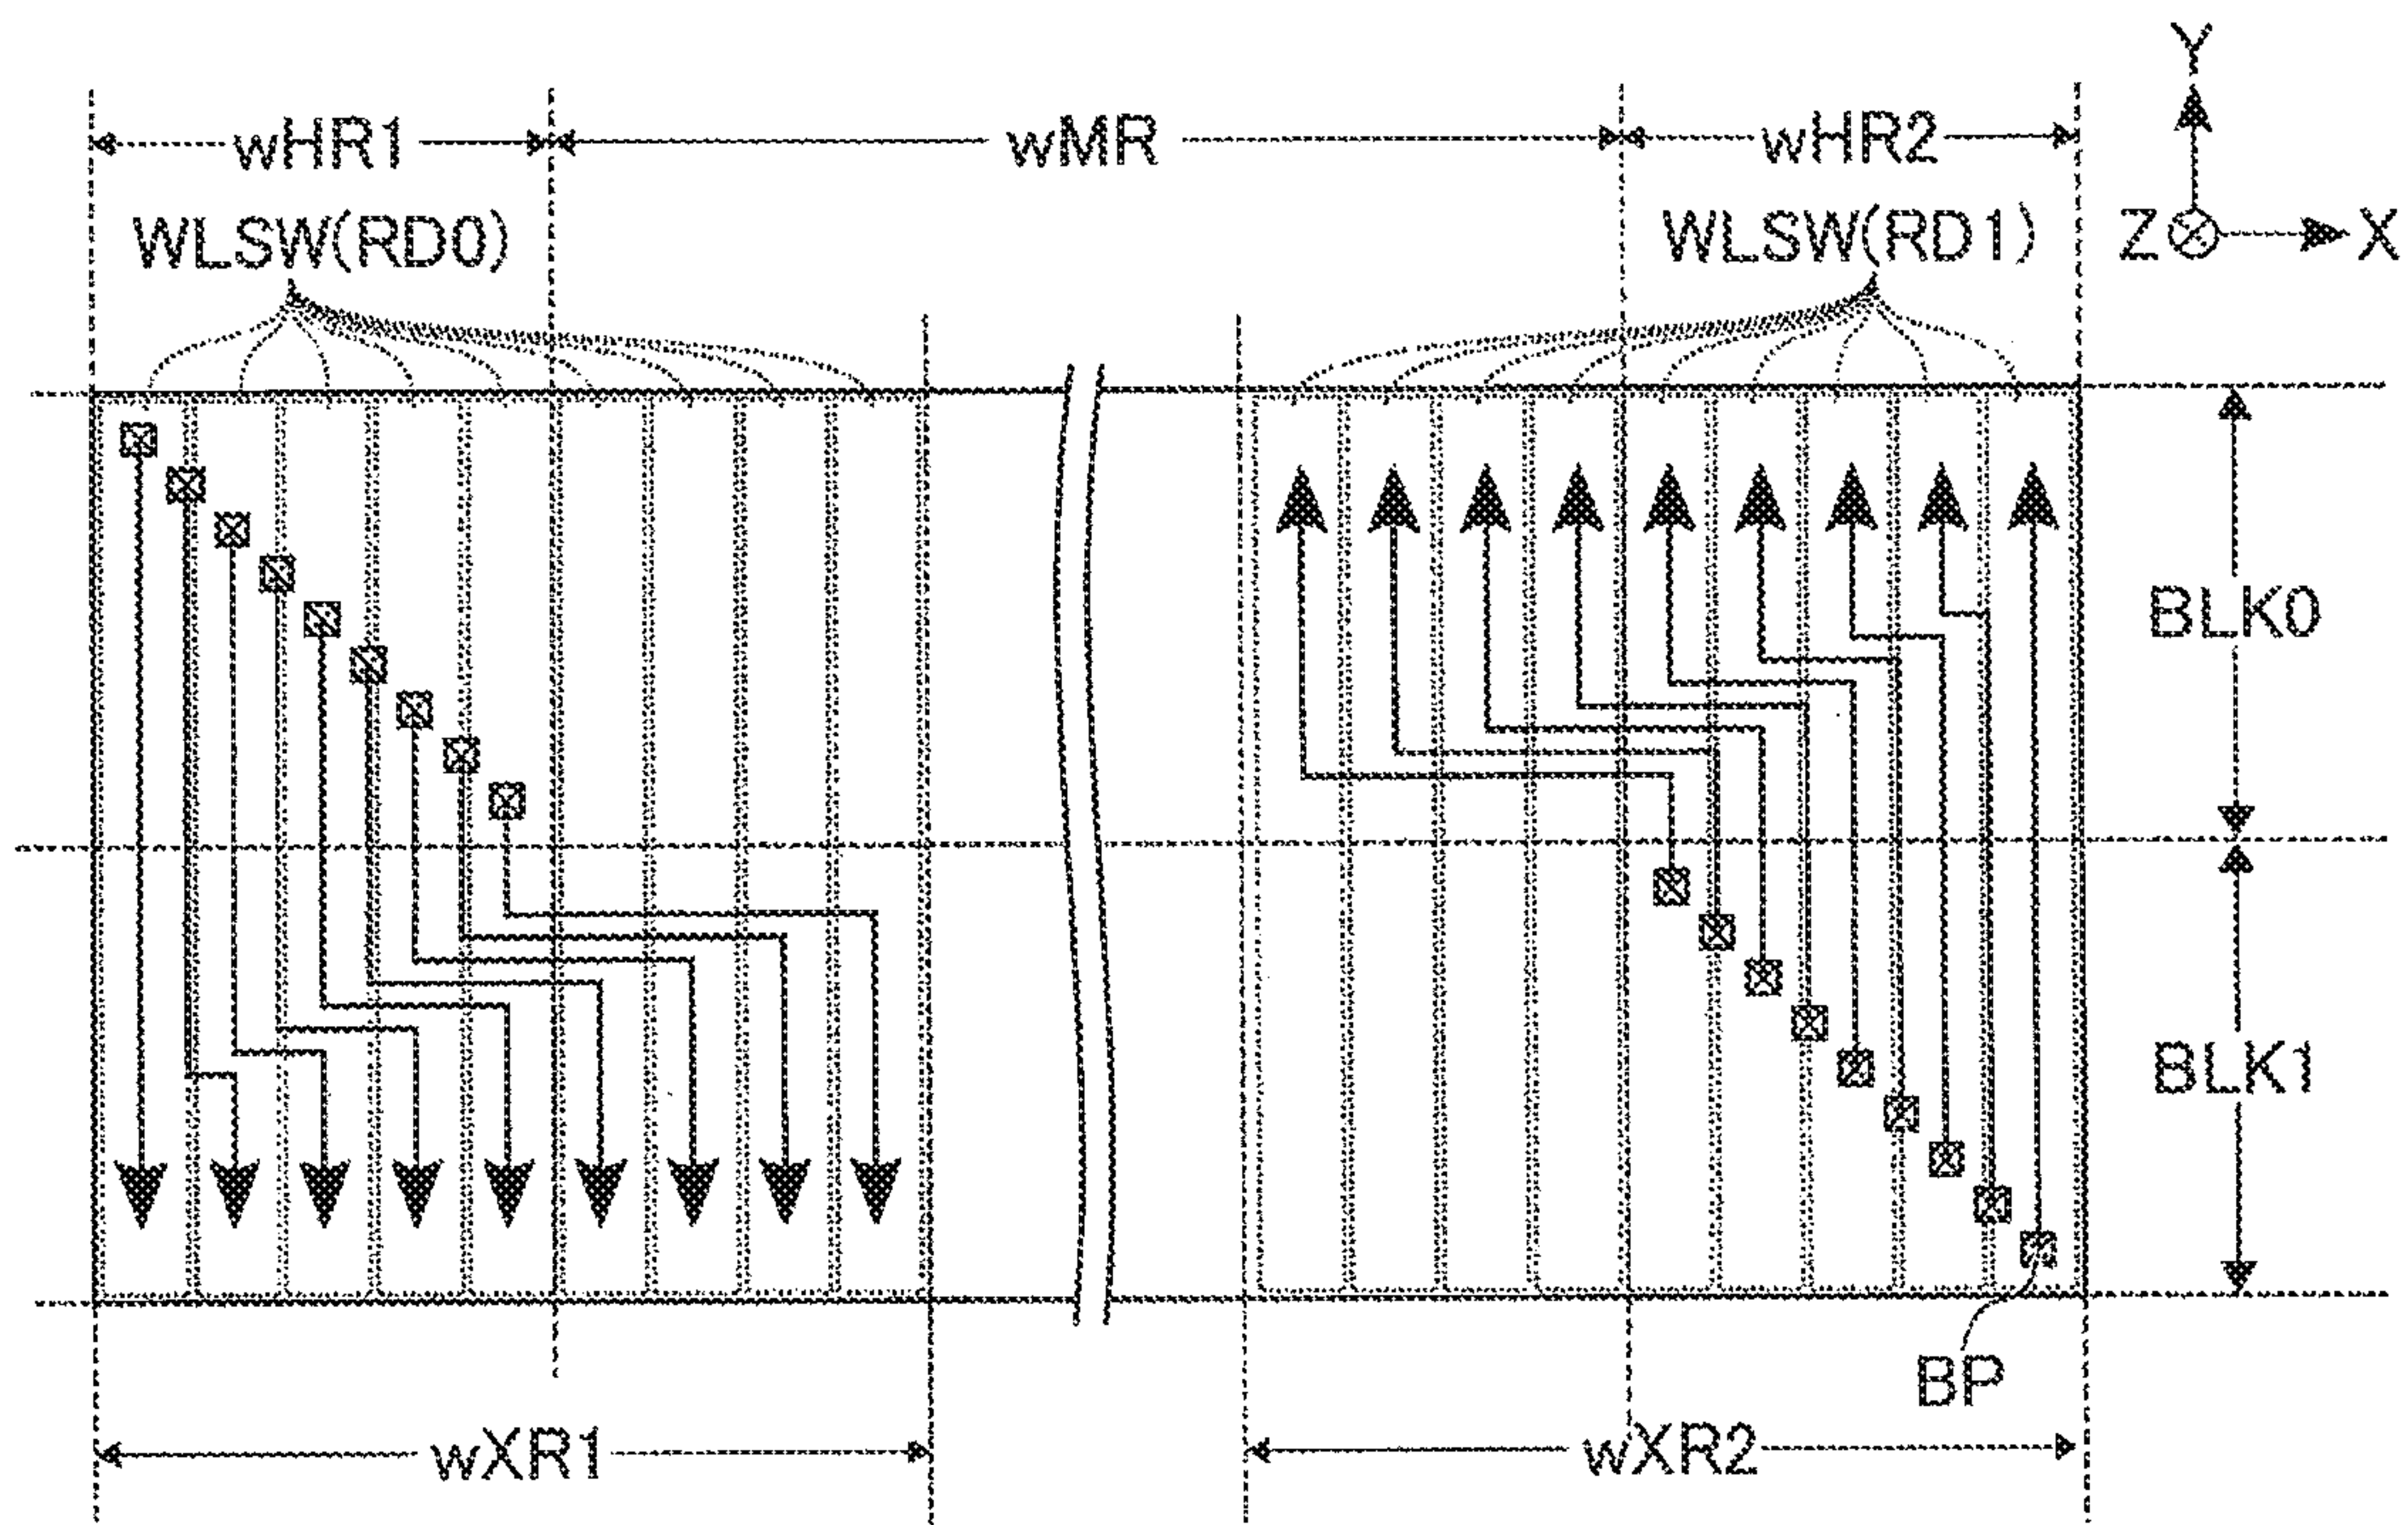 Y
wHR1
wMR
wHR2
WLSW(RD0)
WLSW(RD1)
Z
X
BLK0
BLK1
BP
wXR1
wXR2